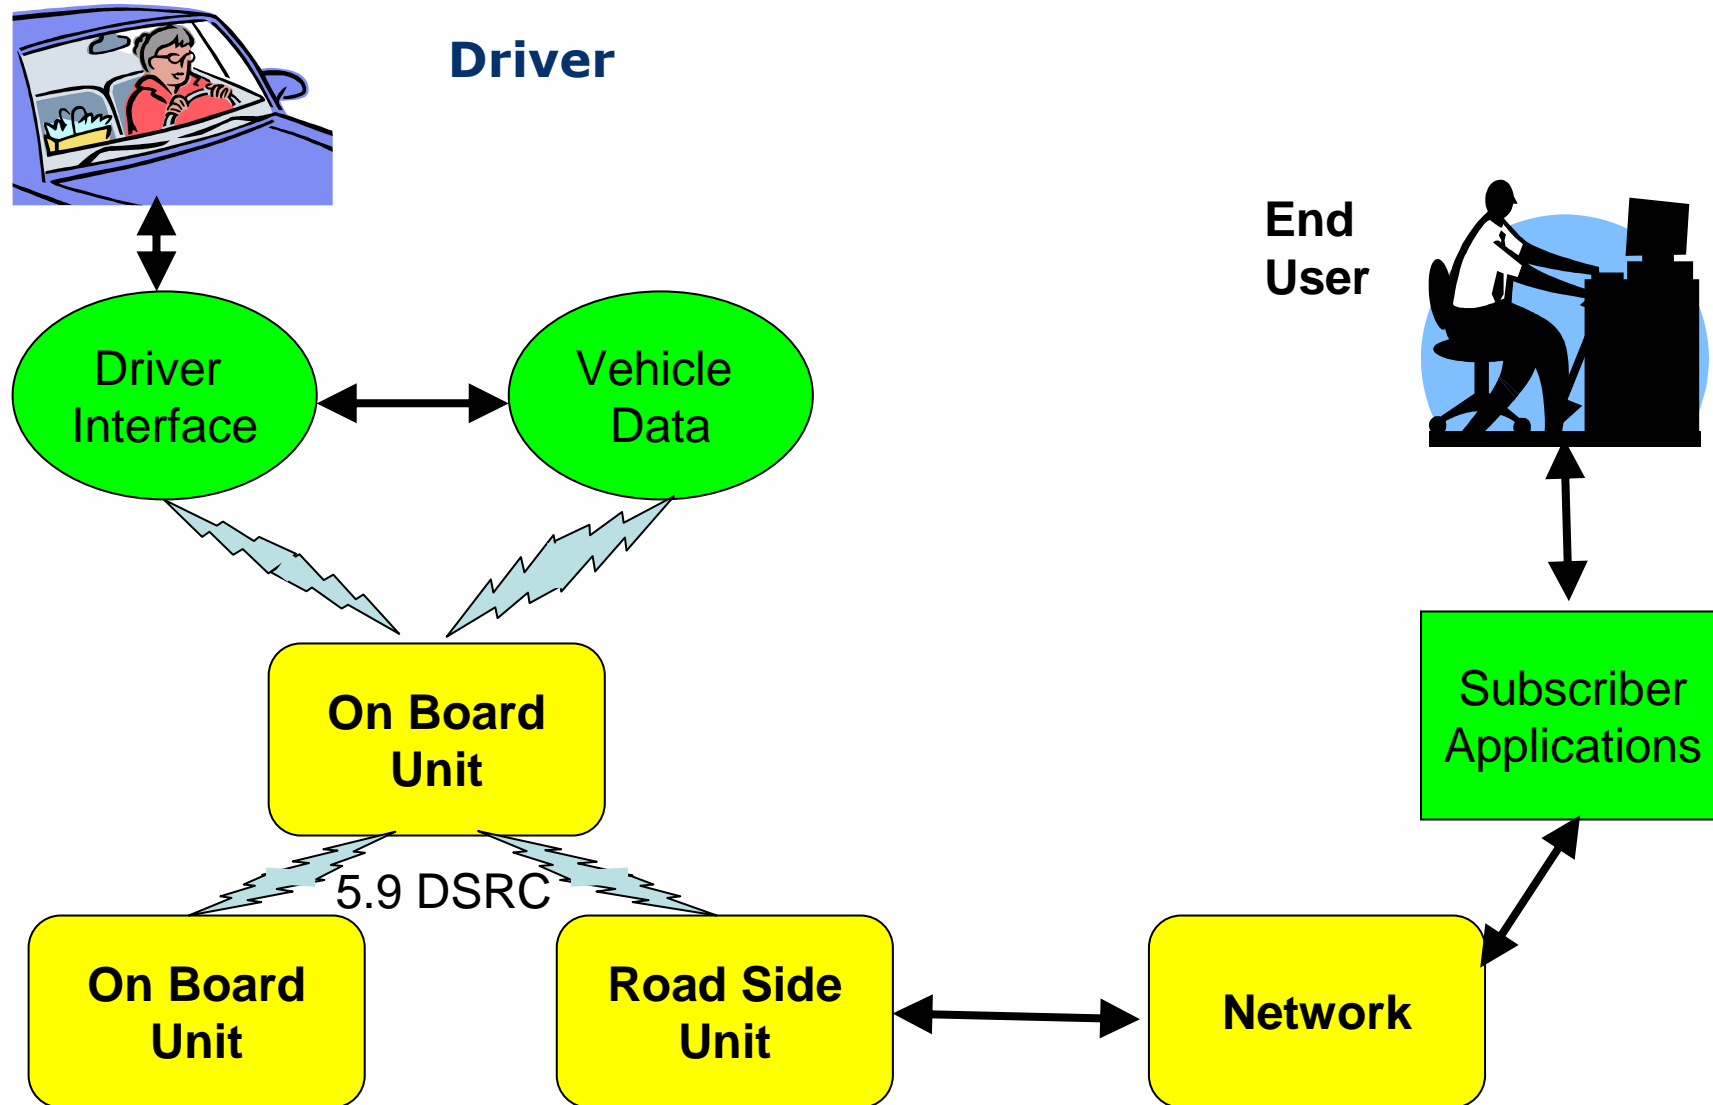 Driver
End
User
Driver
Interface
Vehicle
Data
On Board
Unit
Subscriber
Applications
5.9 DSRC
On Board
Unit
Road Side
Unit
Network